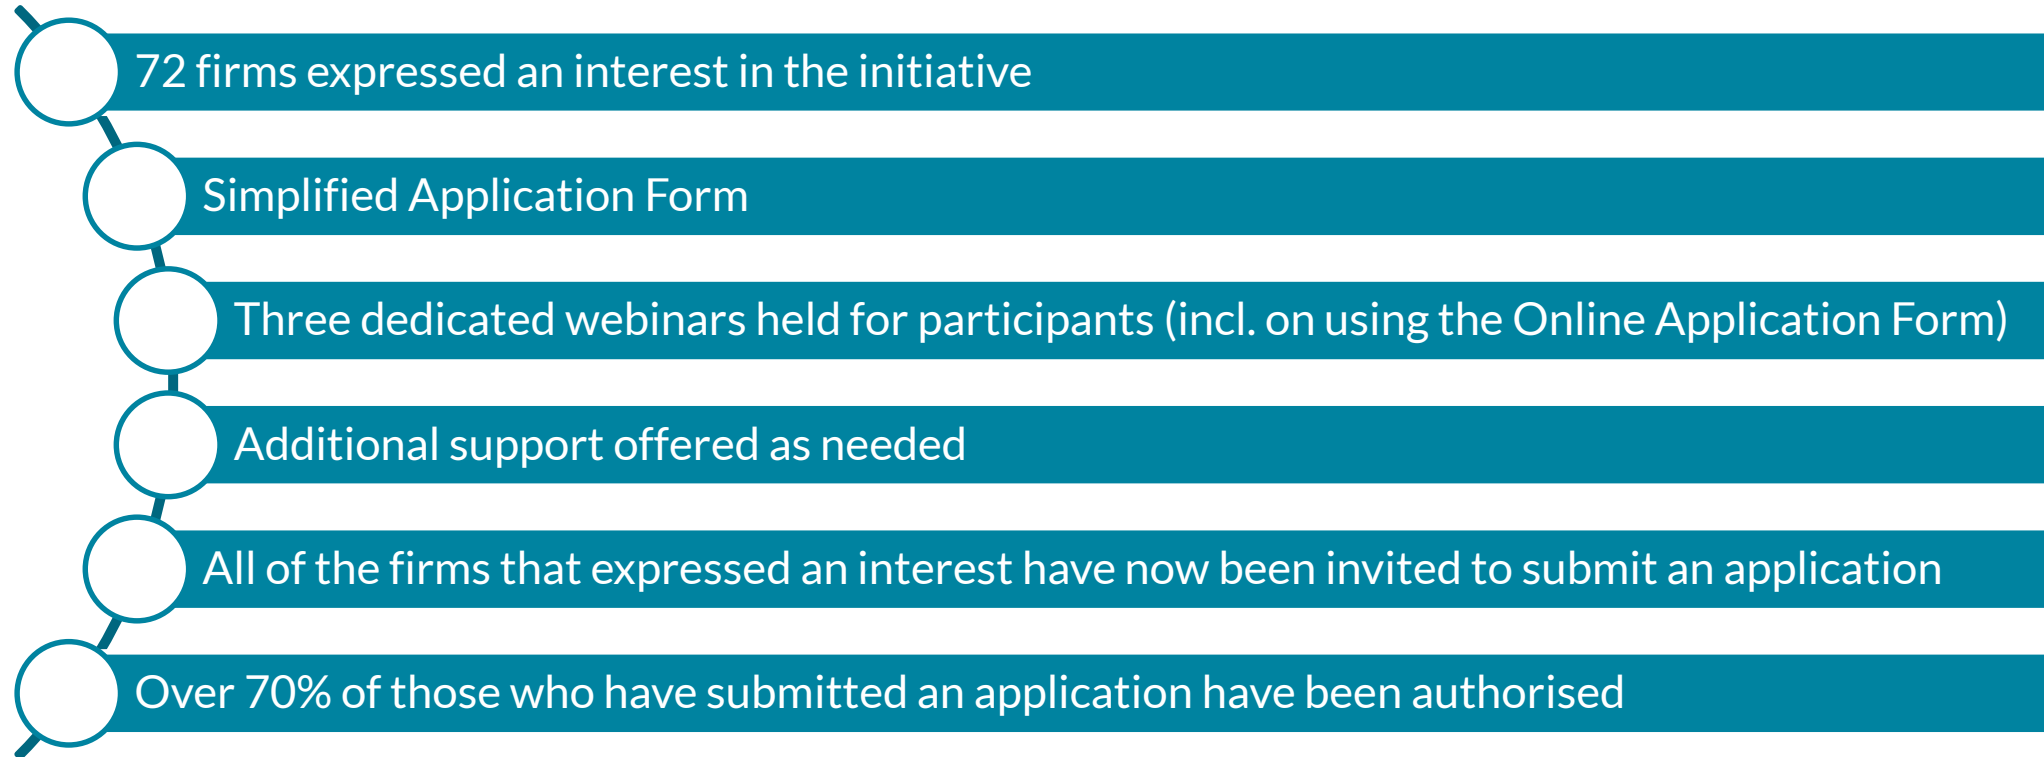 72 firms expressed an interest in the initiative
Simplified Application Form
Three dedicated webinars held for participants (incl. on using the Online Application Form)
Additional support offered as needed
All of the firms that expressed an interest have now been invited to submit an application
Over 70% of those who have submitted an application have been authorised